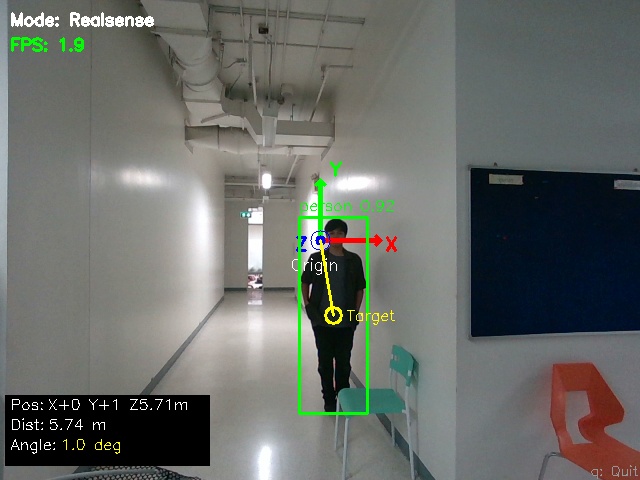 Mode: Realsense
FPS: 1.9
Y
person 0.92
Z
X
Origin
Target
Pos: X+0 Y+1 Z5.71m
Dist: 5.74 m
Angle: 1.0 deg
q: Quit